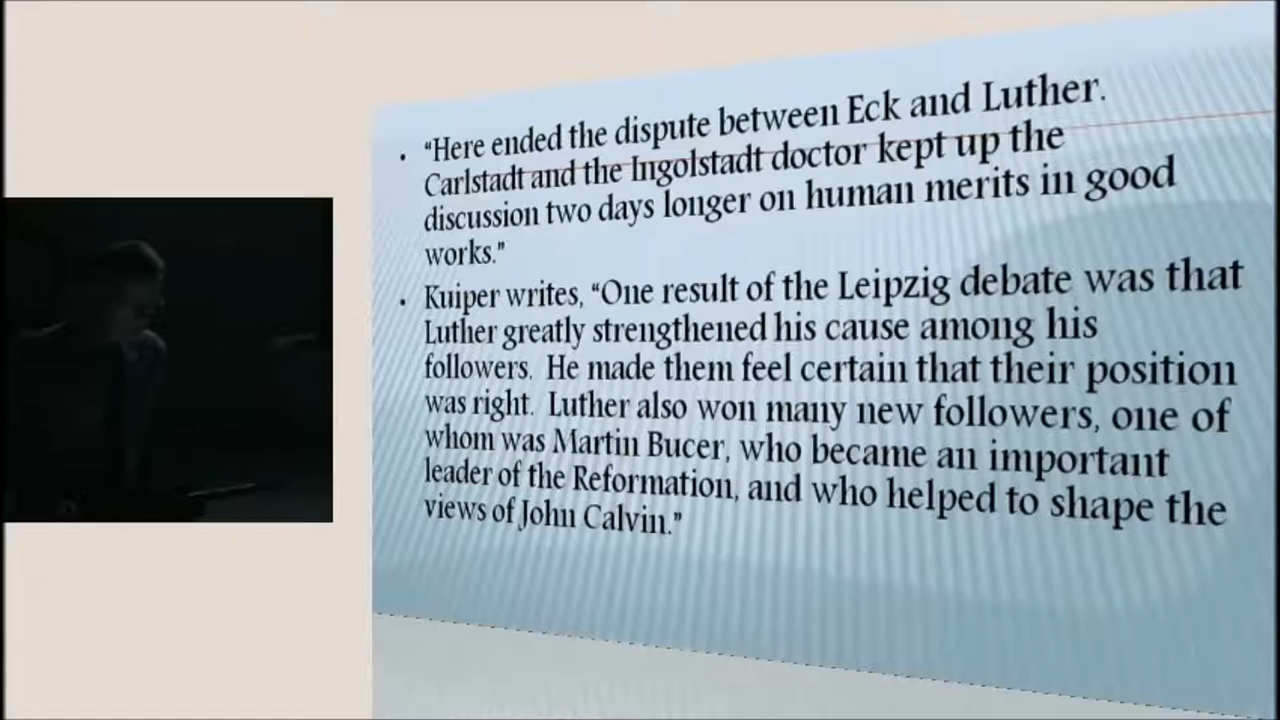 • “Here ended the dispute between Eck and Luther.
Carlstadt and the Ingolstadt doctor kept up the
discussion two days longer on human merits in good
works.”
• Kuiper writes, “One result of the Leipzig debate was that
Luther greatly strengthened his cause among his
followers. He made them feel certain that their position
was right. Luther also won many new followers, one of
whom was Martin Bucer, who became an important
leader of the Reformation, and who helped to shape the
views of John Calvin.”